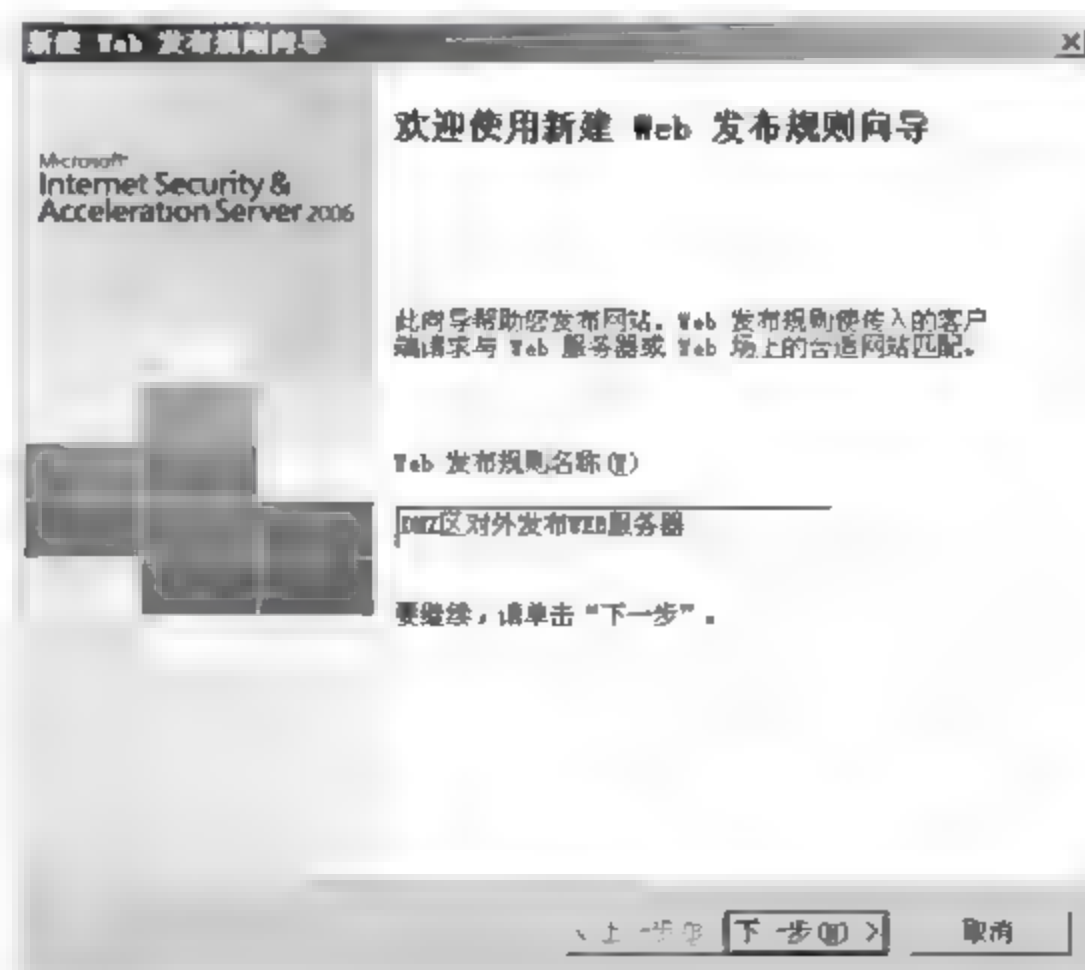 新建 Web 发布规则向导
Microsoft
Internet Security &
Acceleration Server 2006
欢迎使用新建 Web 发布规则向导
此向导帮助您发布网站。Web 发布规则使传入的客户
端请求与 Web 服务器或 Web 场上的合适网站匹配。
Web 发布规则名称(W)
DMZ区对外发布WEB服务器
要继续，请单击“下一步”。
< 上一步(B) 下一步(N) > 取消